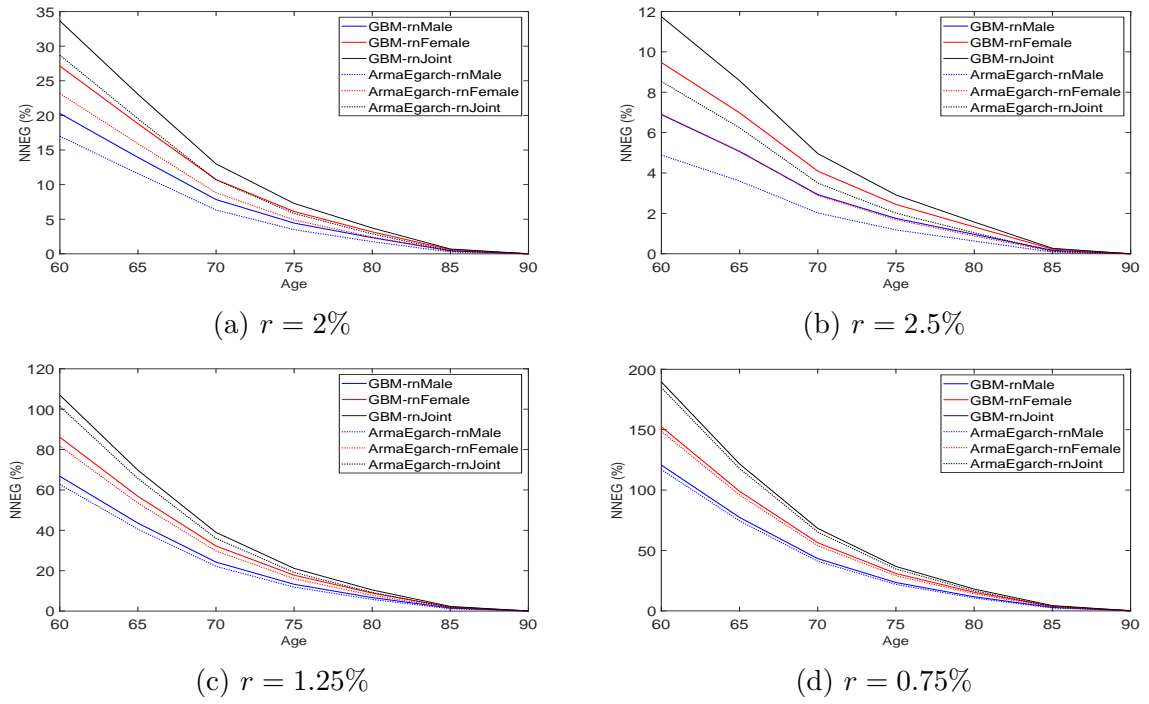 35
30
25
20
15
10
5
0
NNEG (%)
60 65 70 75 80 85 90
Age
GBM-rnMale
GBM-rnFemale
GBM-rnJoint
ArmaEgarch-rnMale
ArmaEgarch-rnFemale
ArmaEgarch-rnJoint
(a) r = 2%
12
10
8
6
4
2
0
NNEG (%)
60 65 70 75 80 85 90
Age
GBM-rnMale
GBM-rnFemale
GBM-rnJoint
ArmaEgarch-rnMale
ArmaEgarch-rnFemale
ArmaEgarch-rnJoint
(b) r = 2.5%
120
100
80
60
40
20
0
NNEG (%)
60 65 70 75 80 85 90
Age
GBM-rnMale
GBM-rnFemale
GBM-rnJoint
ArmaEgarch-rnMale
ArmaEgarch-rnFemale
ArmaEgarch-rnJoint
(c) r = 1.25%
200
150
100
50
0
NNEG (%)
60 65 70 75 80 85 90
Age
GBM-rnMale
GBM-rnFemale
GBM-rnJoint
ArmaEgarch-rnMale
ArmaEgarch-rnFemale
ArmaEgarch-rnJoint
(d) r = 0.75%